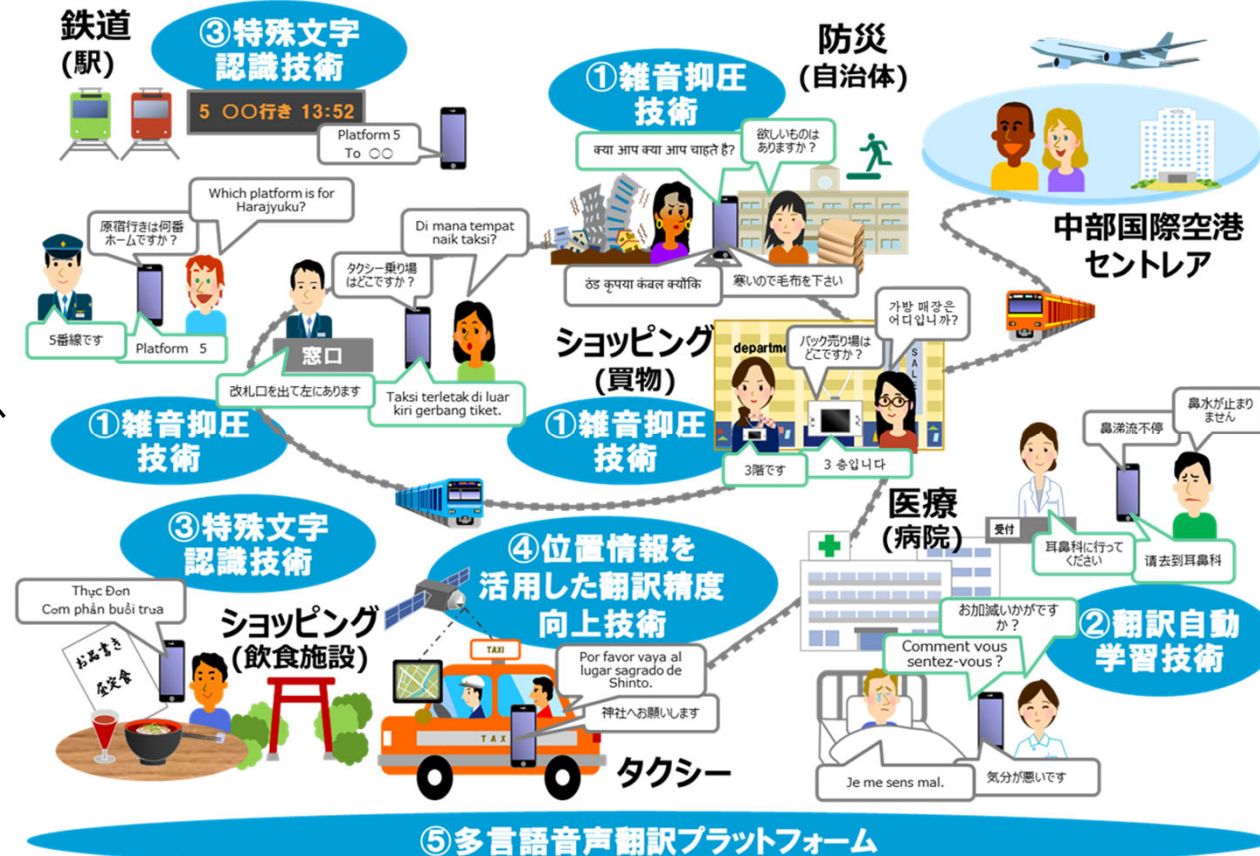 鉄道
(駅)
③特殊文字
認識技術
5 〇〇行き 13:52
Platform 5
To 〇〇
Which platform is for
Harajyuku?
原宿行きは何番
ホームですか？
5番線です
Platform 5
Di mana tempat
naik taksi?
タクシー乗り場
はどこですか？
窓口
改札口を出て左にあります
Taksi terletak di luar
kiri gerbang tiket.
①雑音抑圧
技術
①雑音抑圧
技術
防災
(自治体)
क्या आप क्या आप चाहते है?
欲しいものは
ありますか？
ठंड कृपया कंबल क्योंकि
寒いので毛布を下さい
中部国際空港
セントレア
ショッピング
(買物)
①雑音抑圧
技術
departme
SALE
バック売り場は
どこですか？
가방 매장은
어디입니까?
3階です
3 층입니다
医療
(病院)
受付
鼻涕流不停
鼻水が止まり
ません
耳鼻科に行って
ください
请去到耳鼻科
②翻訳自動
学習技術
お加減いかがです
か？
Comment vous
sentez-vous ?
Je me sens mal.
気分が悪いです
③特殊文字
認識技術
Thực Đơn
Cơm phần buổi trưa
お品書き
昼定食
ショッピング
(飲食施設)
④位置情報を
活用した翻訳精度
向上技術
TAXI
Por favor vaya al
lugar sagrado de
Shinto.
神社へお願いします
TAX
タクシー
⑤多言語音声翻訳プラットフォーム